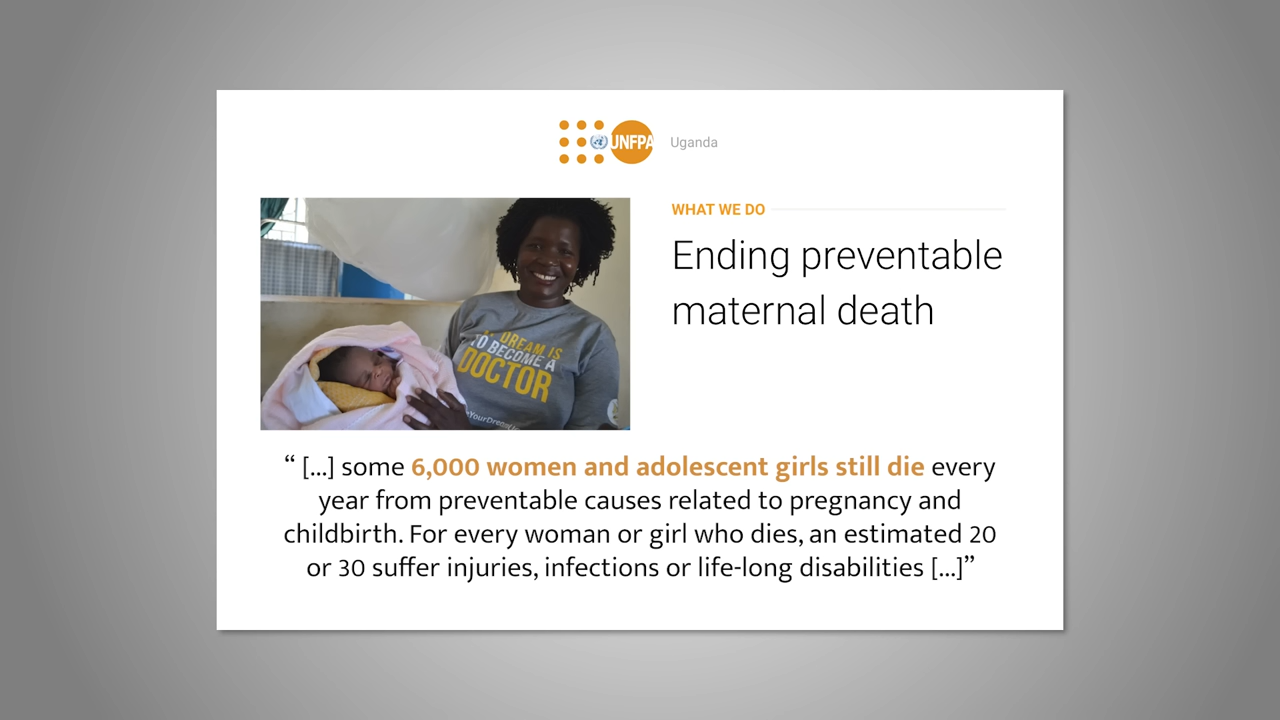 UNFPA
Uganda
WHAT WE DO
Ending preventable
maternal death
DREAM IS
TO BECOME A
DOCTOR
“ [...] some 6,000 women and adolescent girls still die every
year from preventable causes related to pregnancy and
childbirth. For every woman or girl who dies, an estimated 20
or 30 suffer injuries, infections or life-long disabilities [...]”